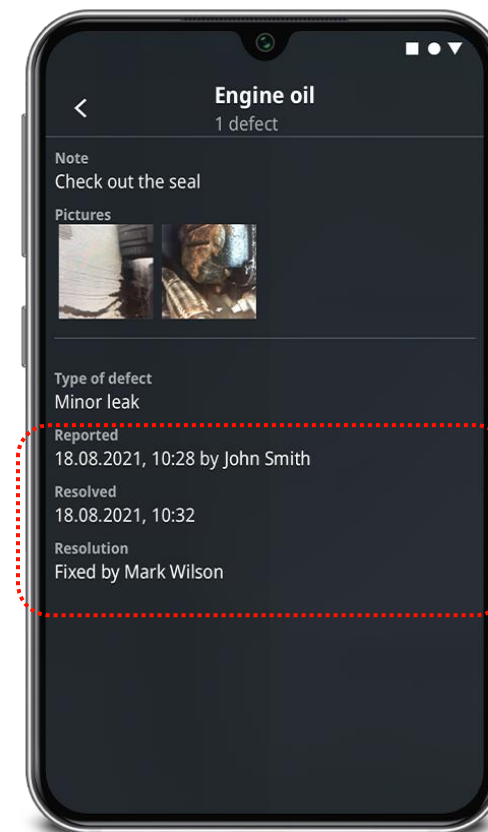 Engine oil
1 defect
Note
Check out the seal
Pictures
Type of defect
Minor leak
Reported
18.08.2021, 10:28 by John Smith
Resolved
18.08.2021, 10:32
Resolution
Fixed by Mark Wilson